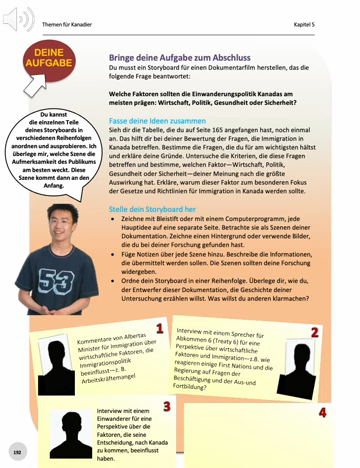 Themen für Kanadier
Kapitel 5
DEINE
AUFGABE
Bringe deine Aufgabe zum Abschluss
Du musst ein Storyboard für einen Dokumentarfilm herstellen, das die
folgende Frage beantwortet:
Welche Faktoren sollten die Einwanderungspolitik Kanadas am
meisten prägen: Wirtschaft, Politik, Gesundheit oder Sicherheit?
Fasse deine Ideen zusammen
Sieh dir die Tabelle, die du auf Seite 165 angefangen hast, noch einmal
an. Das hilft dir bei der Bewertung der Fragen, die Immigration in
Kanada betreffen. Bestimme die Fragen, die du für am wichtigsten hältst
und erkläre deine Gründe. Untersuche die Kriterien, die diese Fragen
betreffen und bestimme, welchen Faktor—Wirtschaft, Politik,
Gesundheit oder Sicherheit—deiner Meinung nach die größte
Auswirkung hat. Erkläre, warum dieser Faktor zum besonderen Fokus
der Gesetze und Richtlinien für Immigration in Kanada werden sollte.
Du kannst
die einzelnen Teile
deines Storyboards in
verschiedenen Reihenfolgen
anordnen und ausprobieren. Ich
überlege mir, welche Szene die
Aufmerksamkeit des Publikums
am besten weckt. Diese
Szene kommt dann an den
Anfang.
Stelle dein Storyboard her
• Zeichne mit Bleistift oder mit einem Computerprogramm, jede
Hauptidee auf eine separate Seite. Betrachte sie als Szenen deiner
Dokumentation. Zeichne einen Hintergrund oder verwende Bilder,
die du bei deiner Forschung gefunden hast.
• Füge Notizen über jede Szene hinzu. Beschreibe die Informationen,
die übermittelt werden sollen. Die Szenen sollten deine Forschung
widergeben.
• Ordne dein Storyboard in einer Reihenfolge. Überlege dir, wie du,
der Entwerfer dieser Dokumentation, die Geschichte deiner
Untersuchung erzählen willst. Was willst du anderen klarmachen?
53
1
Kommentare von Albertas
Minister für Immigration über
wirtschaftliche Faktoren, die
Immigrationspolitik
beeinflusst—z. B.
Arbeitskräftemangel
2
Interview mit einem Sprecher für
Abkommen 6 (Treaty 6) für eine
Perpektive über wirtschaftliche
Faktoren und Immigration—z.B. wie
reagieren einige First Nations und die
Regierung auf Fragen der
Beschäftigung und der Aus-und
Fortbildung?
3
Interview mit einem
Einwanderer für eine
Perspektive über die
Faktoren, die seine
Entscheidung, nach Kanada
zu kommen, beeinflusst
haben.
4
192